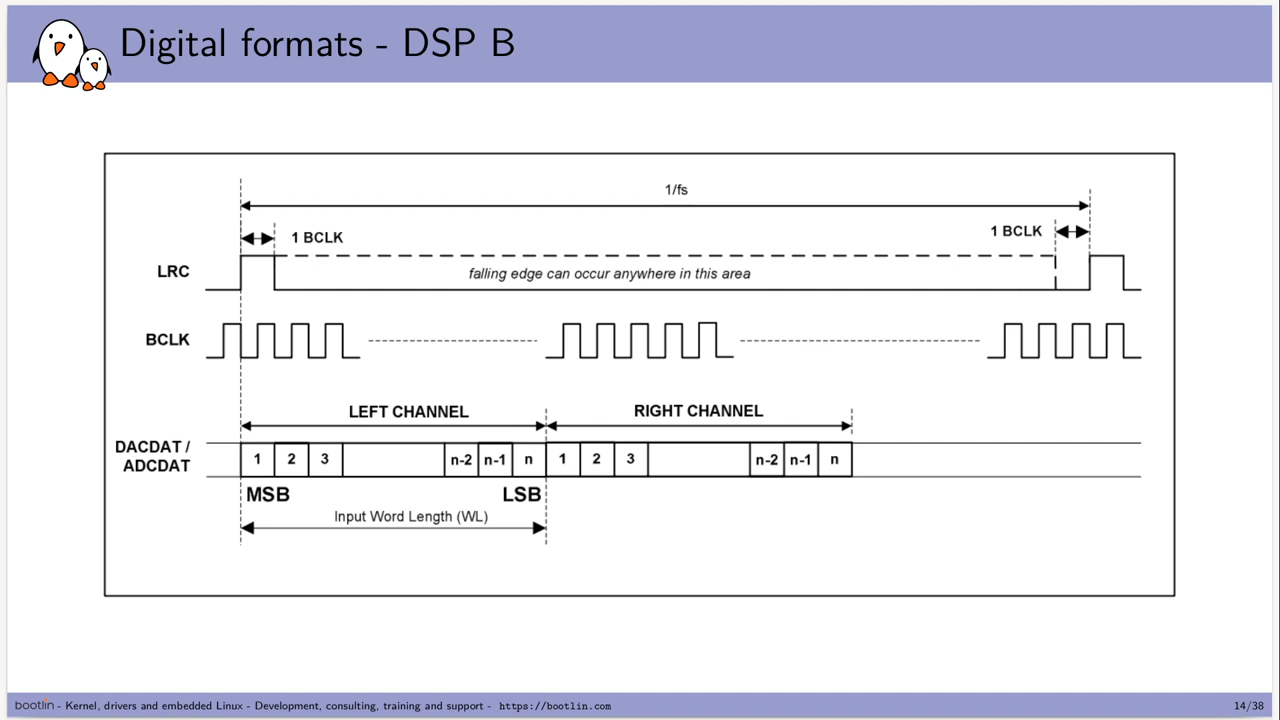 Digital formats - DSP B
1/fs
1 BCLK
1 BCLK
LRC
falling edge can occur anywhere in this area
BCLK
LEFT CHANNEL
RIGHT CHANNEL
DACDAT /
ADCDAT
1 2 3 n-2 n-1 n 1 2 3 n-2 n-1 n
MSB
LSB
Input Word Length (WL)
bootlin - Kernel, drivers and embedded Linux - Development, consulting, training and support - https://bootlin.com
14/38